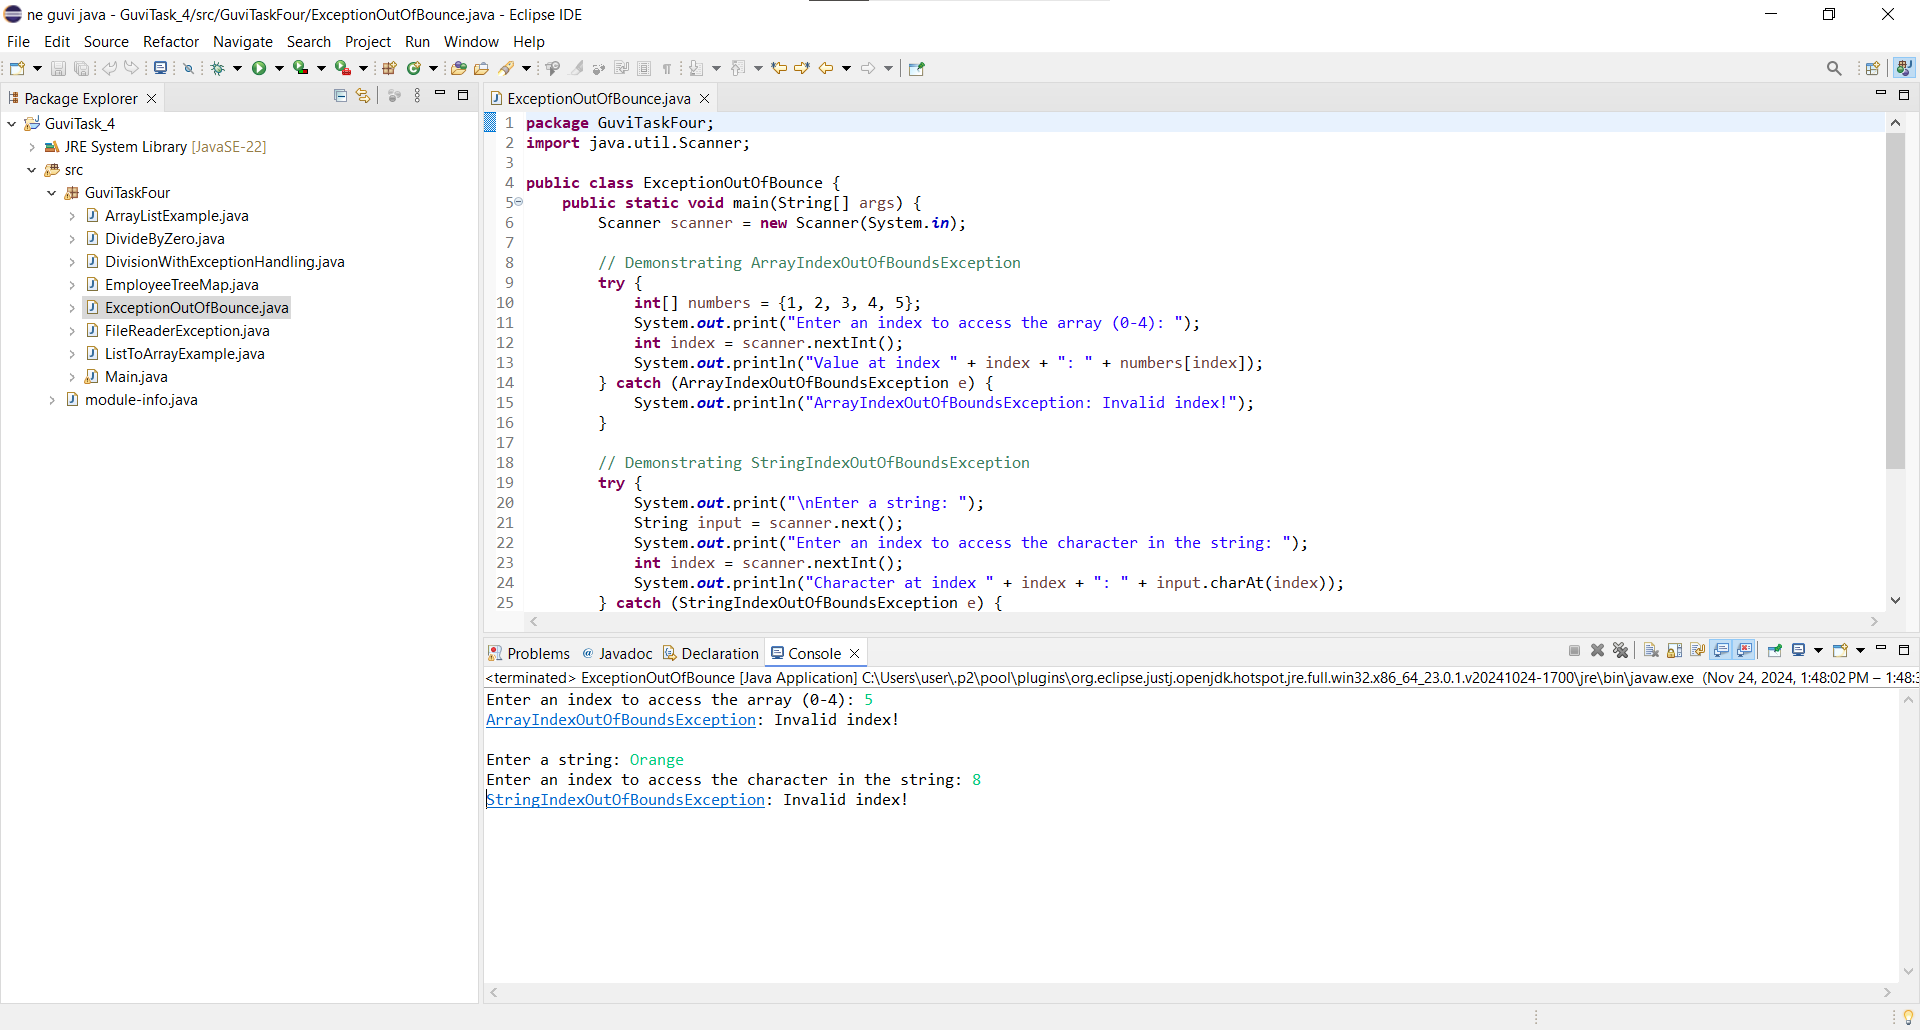 ne guvi java - GuviTask_4/src/GuviTaskFour/ExceptionOutOfBounce.java - Eclipse IDE
File Edit Source Refactor Navigate Search Project Run Window Help
Package Explorer
GuviTask_4
JRE System Library [JavaSE-22]
src
GuviTaskFour
ArrayListExample.java
DivideByZero.java
DivisionWithExceptionHandling.java
EmployeeTreeMap.java
ExceptionOutOfBounce.java
FileReaderException.java
ListToArrayExample.java
Main.java
module-info.java
ExceptionOutOfBounce.java
1 package GuviTaskFour;
2 import java.util.Scanner;
3
4 public class ExceptionOutOfBounce {
5     public static void main(String[] args) {
6         Scanner scanner = new Scanner(System.in);
7
8         // Demonstrating ArrayIndexOutOfBoundsException
9         try {
10             int[] numbers = {1, 2, 3, 4, 5};
11             System.out.print("Enter an index to access the array (0-4): ");
12             int index = scanner.nextInt();
13             System.out.println("Value at index " + index + ": " + numbers[index]);
14         } catch (ArrayIndexOutOfBoundsException e) {
15             System.out.println("ArrayIndexOutOfBoundsException: Invalid index!");
16         }
17
18         // Demonstrating StringIndexOutOfBoundsException
19         try {
20             System.out.print("\nEnter a string: ");
21             String input = scanner.next();
22             System.out.print("Enter an index to access the character in the string: ");
23             int index = scanner.nextInt();
24             System.out.println("Character at index " + index + ": " + input.charAt(index));
25         } catch (StringIndexOutOfBoundsException e) {
Problems @ Javadoc Declaration Console
<terminated> ExceptionOutOfBounce [Java Application] C:\Users\user\.p2\pool\plugins\org.eclipse.justj.openjdk.hotspot.jre.full.win32.x86_64_23.0.1.v20241024-1700\jre\bin\javaw.exe (Nov 24, 2024, 1:48:02 PM – 1:48:
Enter an index to access the array (0-4): 5
ArrayIndexOutOfBoundsException: Invalid index!
Enter a string: Orange
Enter an index to access the character in the string: 8
StringIndexOutOfBoundsException: Invalid index!